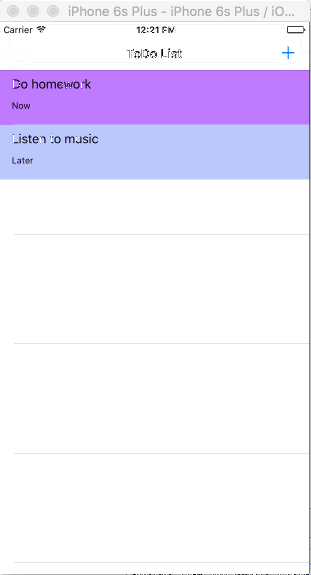 iPhone 6s Plus - iPhone 6s Plus / iO...
Carrier 12:21 PM
ToDo List +
Do homework
Now
Listen to music
Later